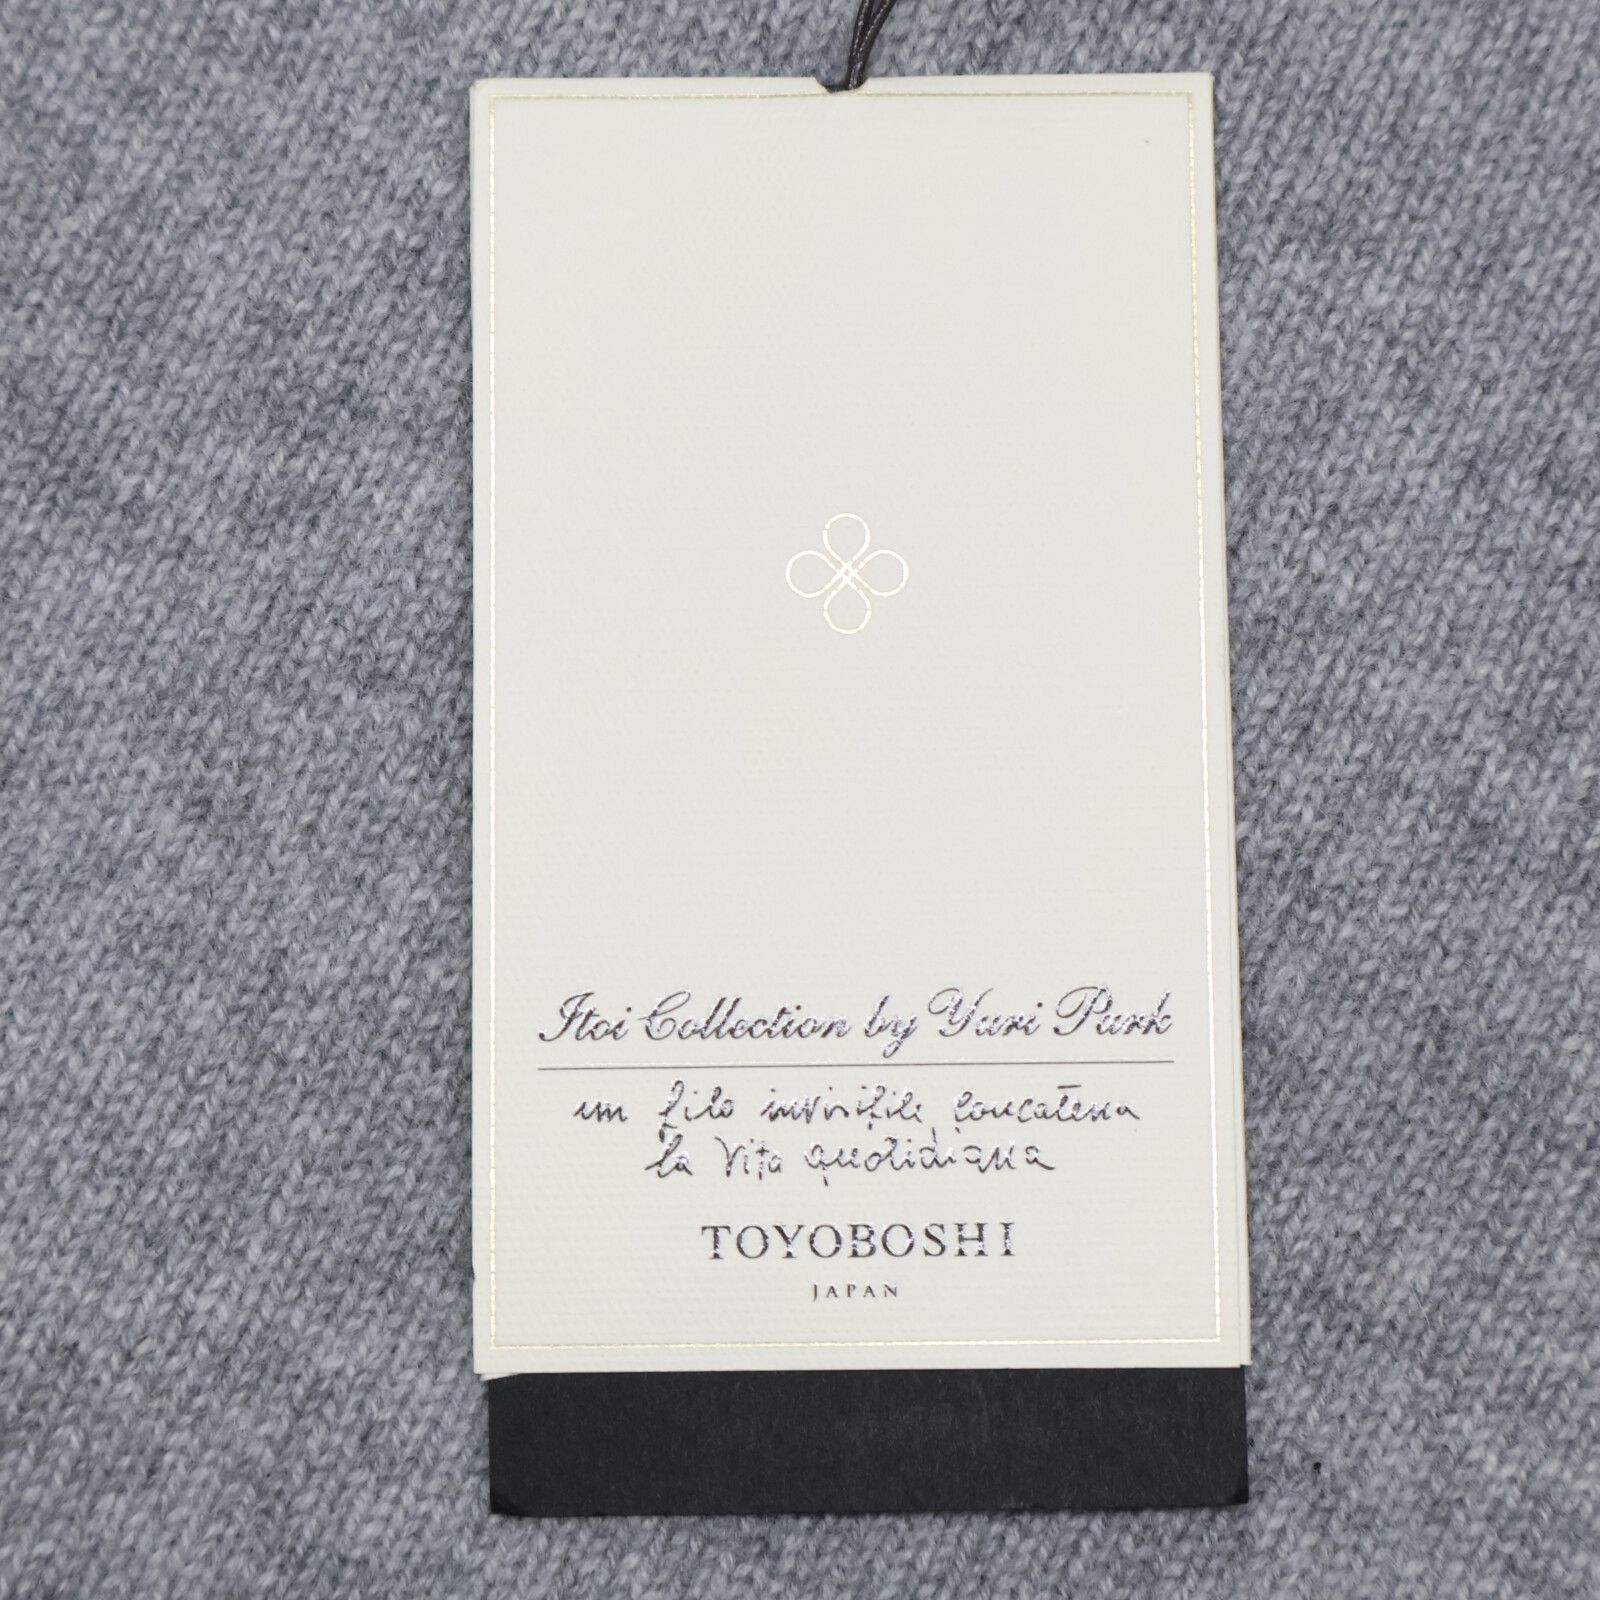 Itoi Collection by Yuri Park
un filo invisibile concatena
la vita quotidiana
TOYOBOSHI
JAPAN